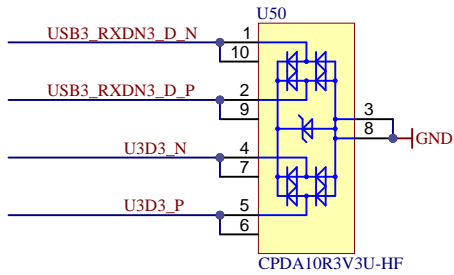 U50
USB3_RXDN3_D_N 1
10
USB3_RXDN3_D_P 2
9
3
8 GND
U3D3_N 4
7
U3D3_P 5
6
CPDA10R3V3U-HF